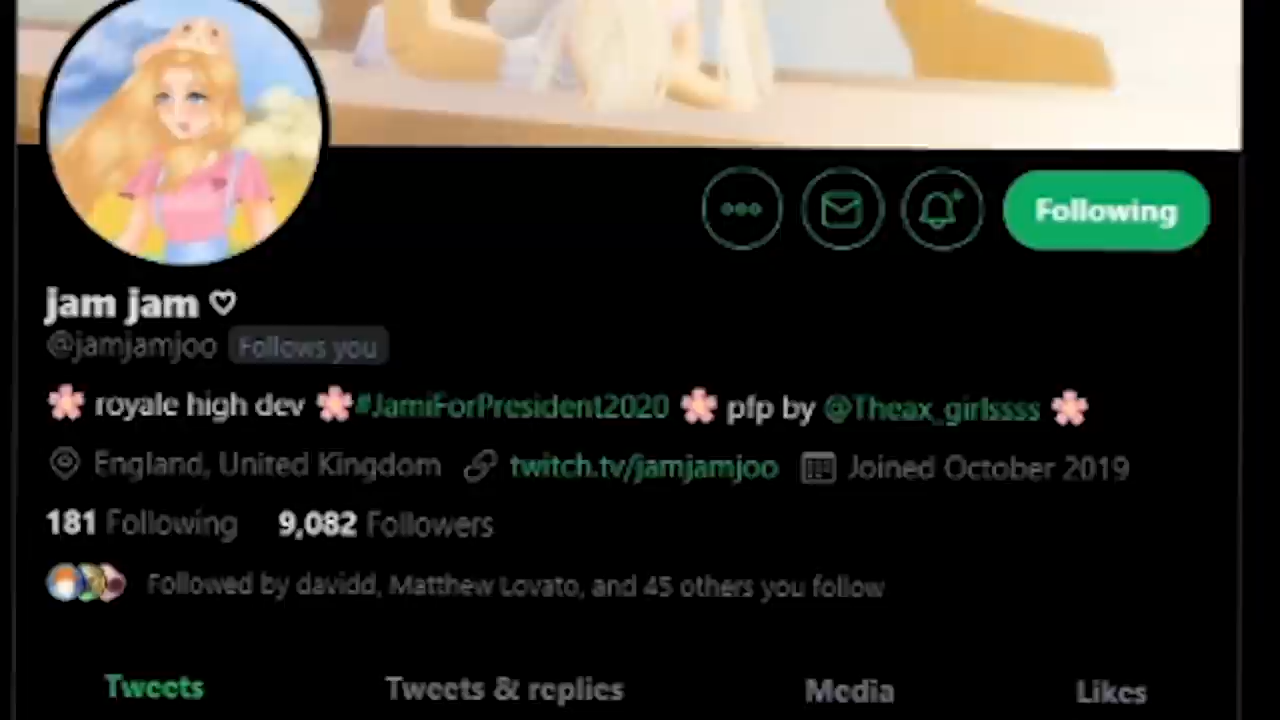 Following
jam jam ♡
@jamjamjoo Follows you
🌸 royale high dev 🌸#JamiForPresident2020 🌸 pfp by @Theax_girlssss 🌸
England, United Kingdom twitch.tv/jamjamjoo Joined October 2019
181 Following 9,082 Followers
Followed by davidd, Matthew Lovato, and 45 others you follow
Tweets Tweets & replies Media Likes